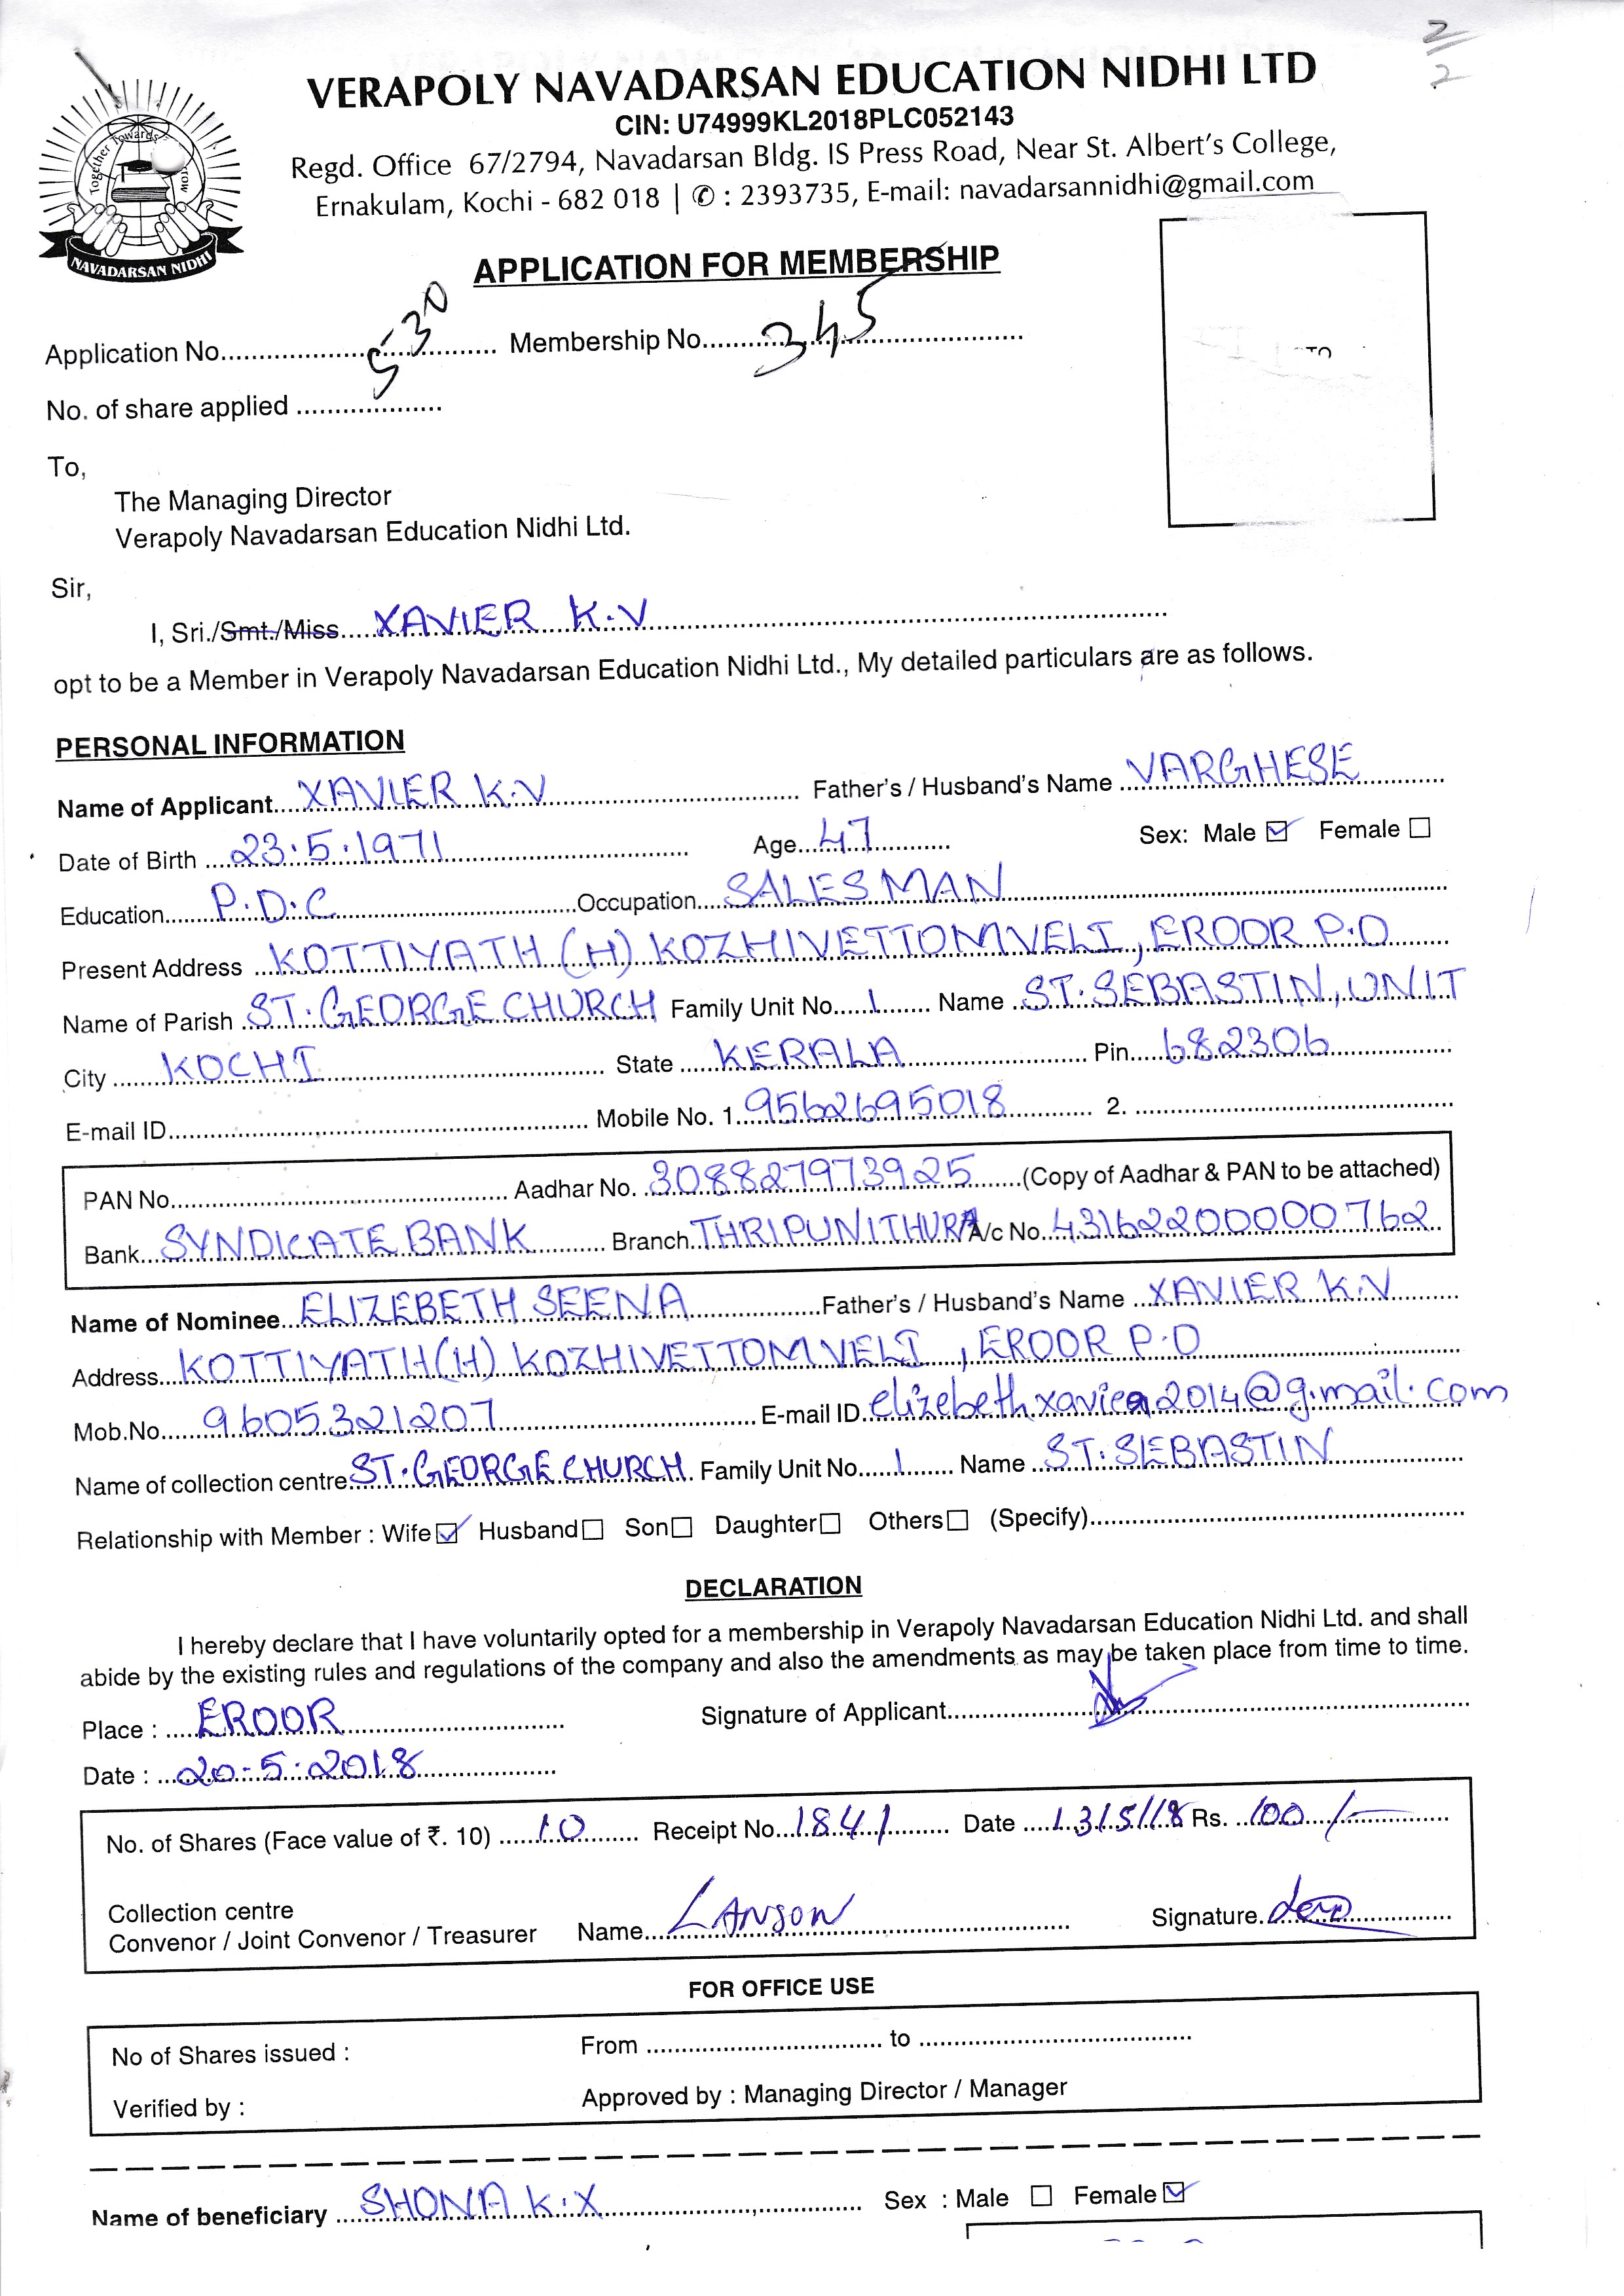 2/2
VERAPOLY NAVADARSAN EDUCATION NIDHI LTD
CIN: U74999KL2018PLC052143
Regd. Office 67/2794, Navadarsan Bldg. IS Press Road, Near St. Albert's College,
Ernakulam, Kochi - 682 018 | ✆ : 2393735, E-mail: navadarsannidhi@gmail.com
Together Towards
NAVADARSAN NIDHI
APPLICATION FOR MEMBERSHIP
Application No. 530 Membership No. 345
No. of share applied
To,
The Managing Director
Verapoly Navadarsan Education Nidhi Ltd.
Sir,
I, Sri./Smt./Miss XAVIER K.V
opt to be a Member in Verapoly Navadarsan Education Nidhi Ltd., My detailed particulars are as follows.
PERSONAL INFORMATION
Name of Applicant XAVIER K.V Father's / Husband's Name VARGHESE
Date of Birth 23.5.1971 Age 47 Sex: Male ☑ Female ☐
Education P.D.C Occupation SALES MAN
Present Address KOTTIYATH (H) KOZHIVETTOMVELI, EROOR P.O
Name of Parish ST. GEORGE CHURCH Family Unit No. 1 Name ST. SEBASTIN, UNIT
City KOCHI State KERALA Pin 682306
E-mail ID Mobile No. 1. 9562695018 2.
PAN No. Aadhar No. 308827973925 (Copy of Aadhar & PAN to be attached)
Bank SYNDICATE BANK Branch THRIPUNITHURA A/c No. 43162200000762
Name of Nominee ELIZEBETH SEENA Father's / Husband's Name XAVIER K.V
Address KOTTIYATH (H) KOZHIVETTOMVELI, EROOR P.O
Mob.No. 9605321207 E-mail ID elizebeth.xavier2014@g.mail.com
Name of collection centre ST. GEORGE CHURCH Family Unit No. 1 Name ST. SEBASTIN
Relationship with Member : Wife ☑ Husband ☐ Son ☐ Daughter ☐ Others ☐ (Specify)
DECLARATION
I hereby declare that I have voluntarily opted for a membership in Verapoly Navadarsan Education Nidhi Ltd. and shall
abide by the existing rules and regulations of the company and also the amendments as may be taken place from time to time.
Place : EROOR Signature of Applicant
Date : 20-5-2018
No. of Shares (Face value of ₹. 10) 10 Receipt No. 1841 Date 13/5/18 Rs. 100/-
Collection centre
Convenor / Joint Convenor / Treasurer Name LANSON Signature
FOR OFFICE USE
No of Shares issued : From to
Verified by : Approved by : Managing Director / Manager
Name of beneficiary SHONA K.X Sex : Male ☐ Female ☑